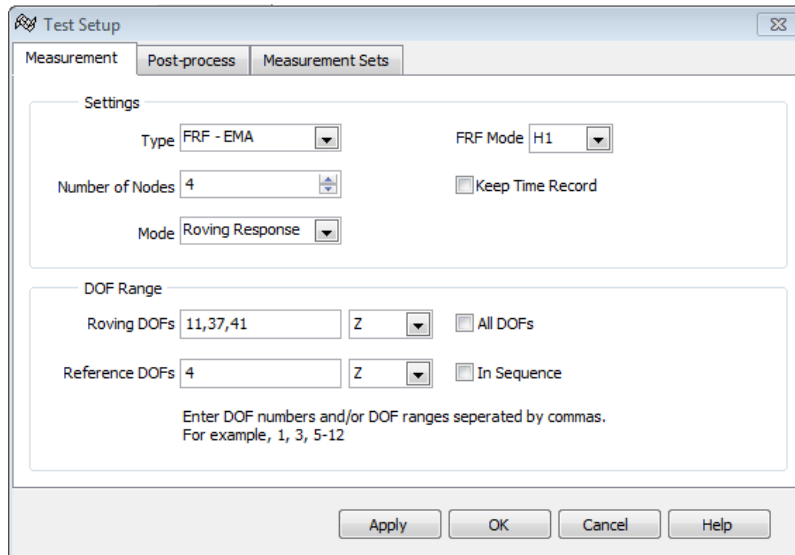 Test Setup
Measurement Post-process Measurement Sets
Settings
Type FRF - EMA FRF Mode H1
Number of Nodes 4 Keep Time Record
Mode Roving Response
DOF Range
Roving DOFs 11,37,41 Z All DOFs
Reference DOFs 4 Z In Sequence
Enter DOF numbers and/or DOF ranges seperated by commas.
For example, 1, 3, 5-12
Apply OK Cancel Help